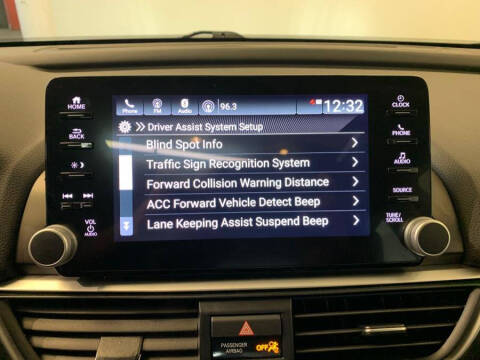 Phone FM Audio 96.3 12:32
Driver Assist System Setup
Blind Spot Info
Traffic Sign Recognition System
Forward Collision Warning Distance
ACC Forward Vehicle Detect Beep
Lane Keeping Assist Suspend Beep
HOME
BACK
VOL
AUDIO
CLOCK
PHONE
AUDIO
SOURCE
TUNE/
SCROLL
PASSENGER
AIRBAG
OFF